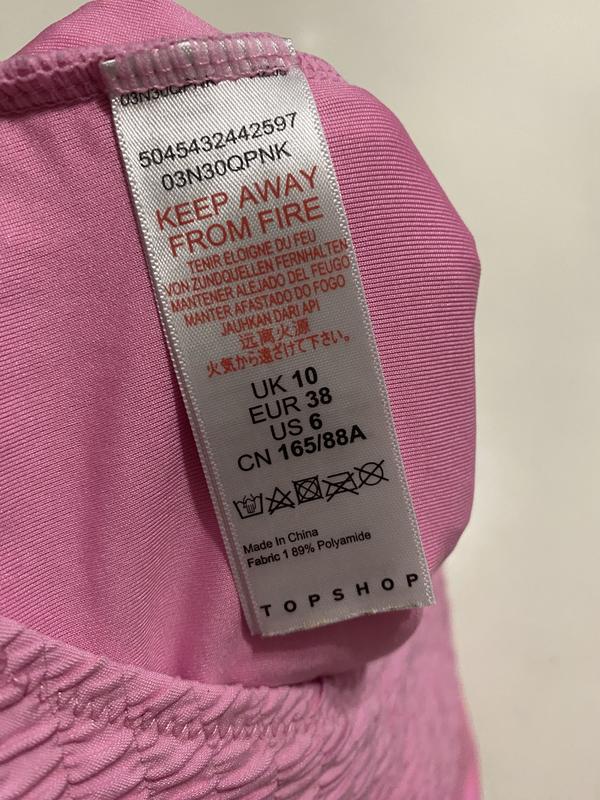 5045432442597
03N30QPNK
KEEP AWAY
FROM FIRE
TENIR ELOIGNE DU FEU
VON ZUNDQUELLEN FERNHALTEN
MANTENER ALEJADO DEL FEUGO
MANTER AFASTADO DO FOGO
JAUHKAN DARI API
远离火源
火気から遠ざけて下さい。
UK 10
EUR 38
US 6
CN 165/88A
Made In China
Fabric 1 89% Polyamide
TOPSHOP